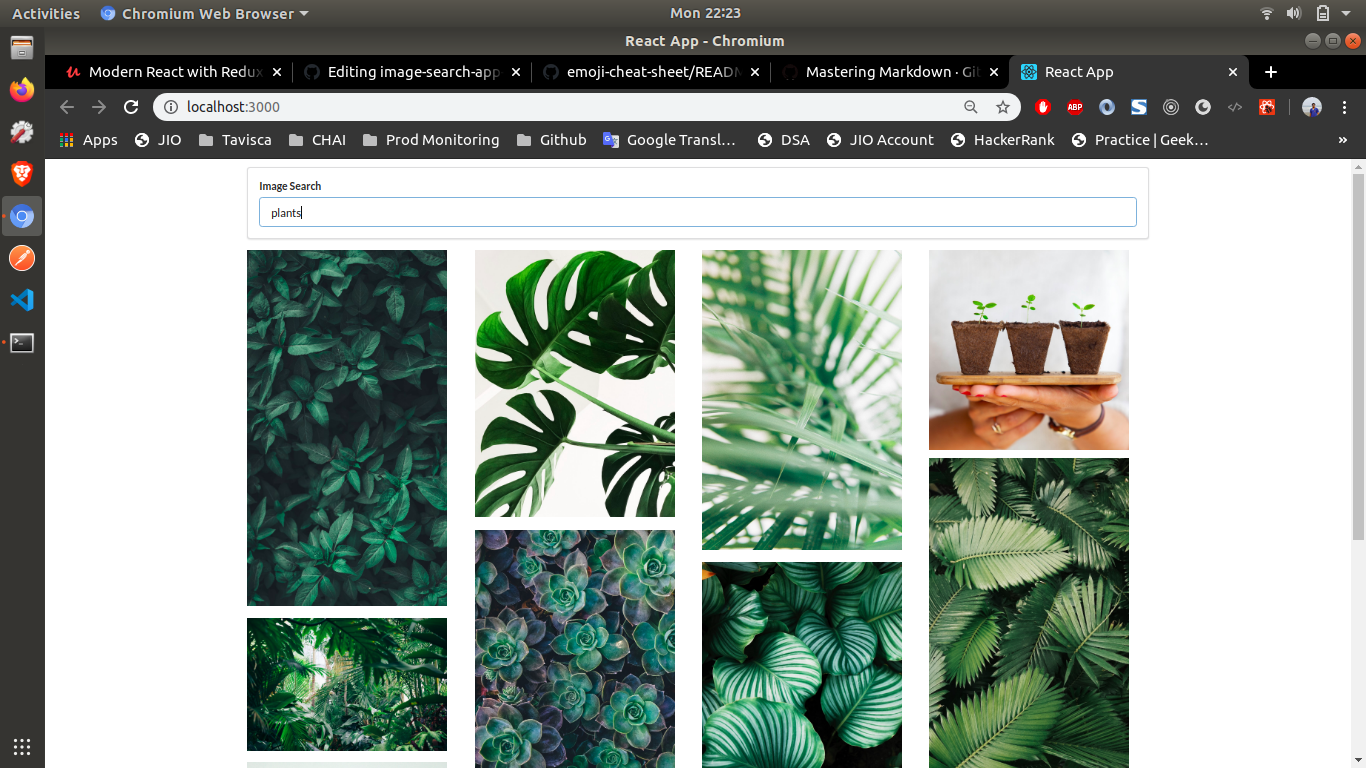 Activities Chromium Web Browser Mon 22:23
React App - Chromium
Modern React with Redux Editing image-search-app emoji-cheat-sheet/READM Mastering Markdown · Git React App
localhost:3000 ABP
Apps JIO Tavisca CHAI Prod Monitoring Github Google Transl… DSA JIO Account HackerRank Practice | Geek… »
Image Search
plants